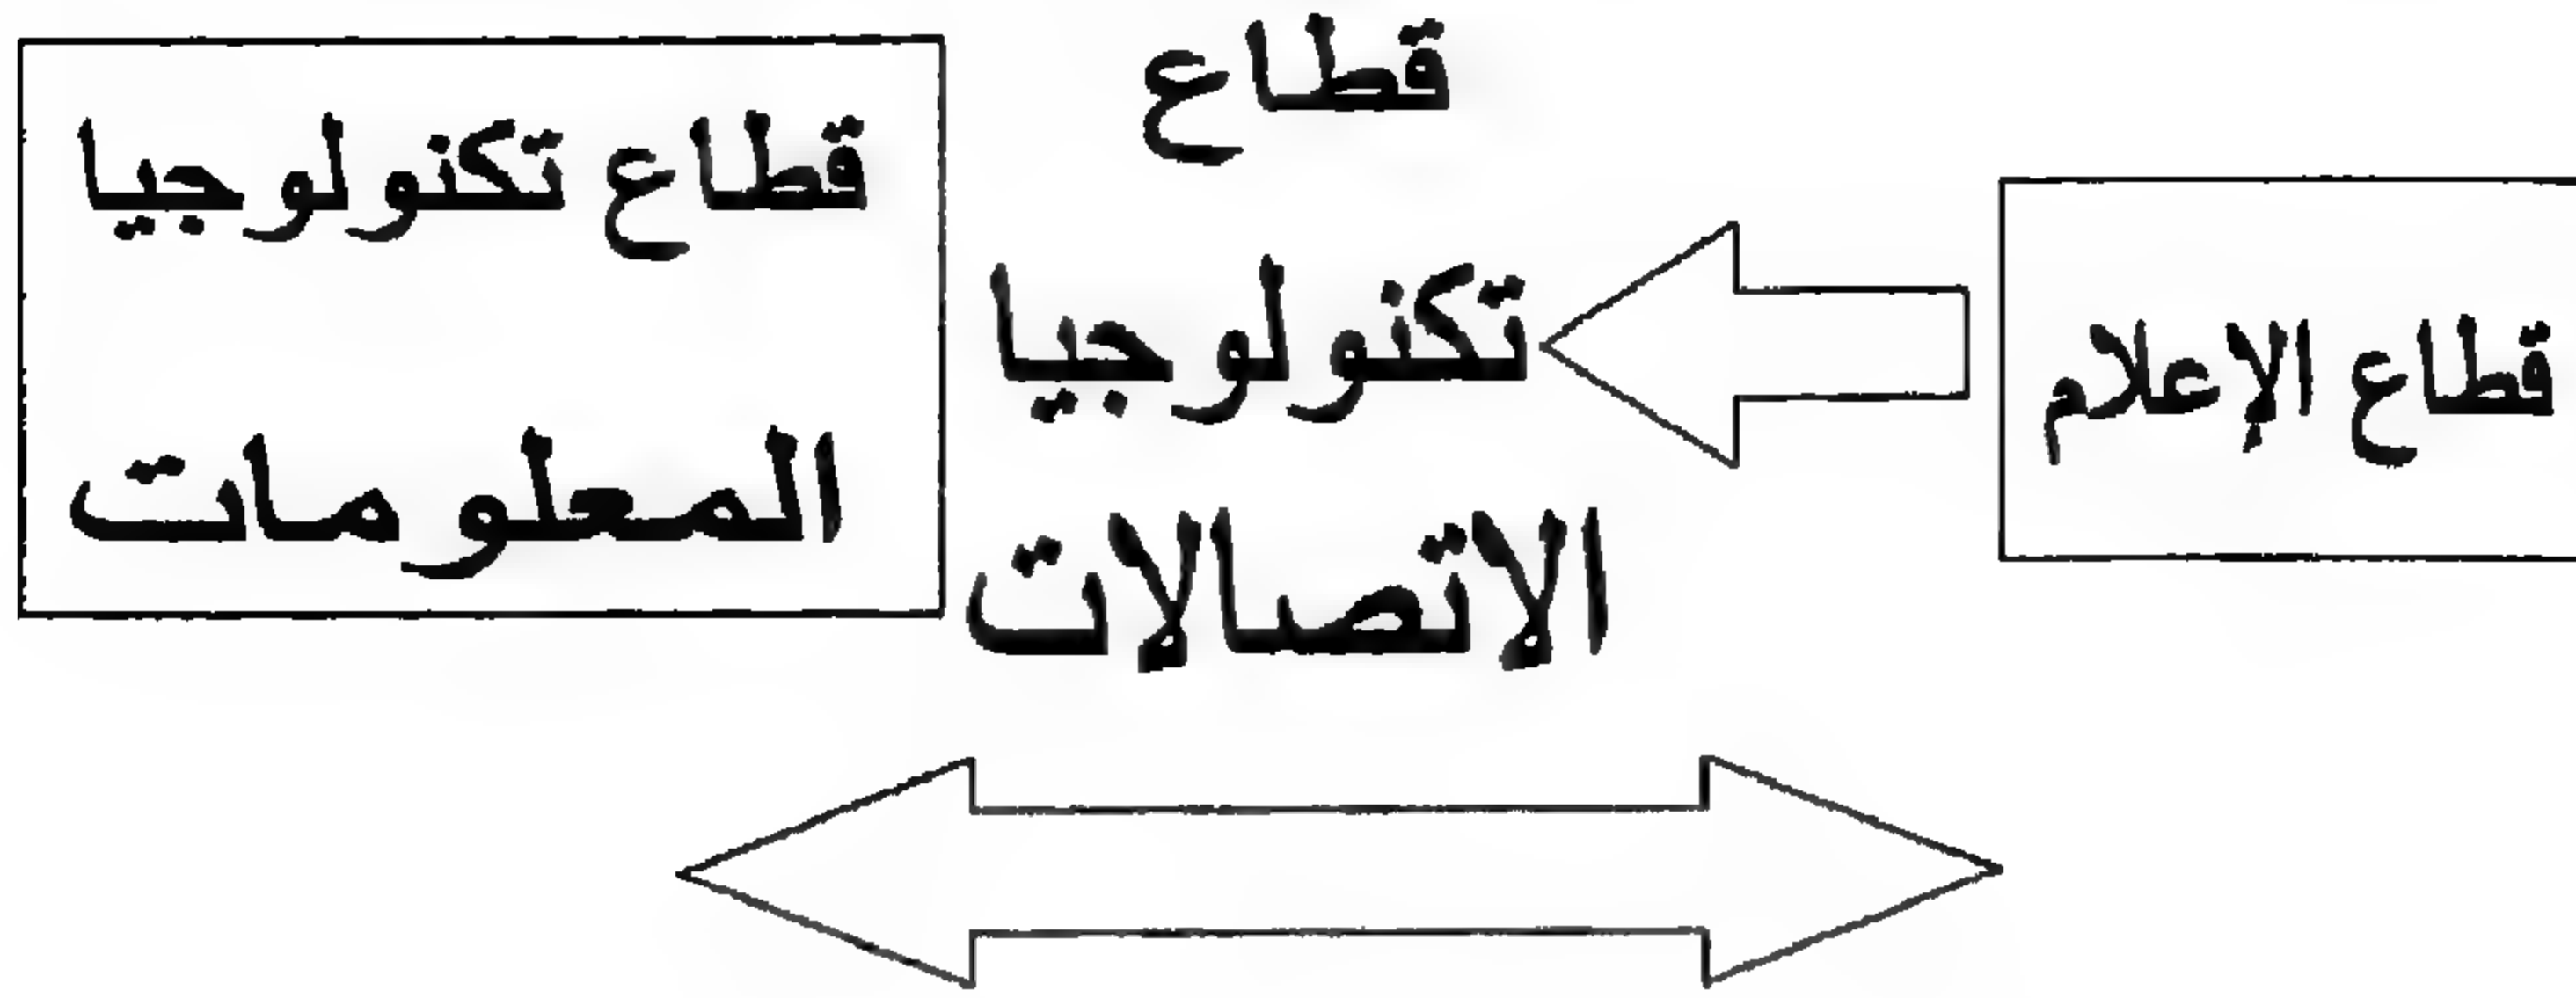 قطاع الإعلام
قطاع
تكنولوجيا
الاتصالات
قطاع تكنولوجيا
المعلومات